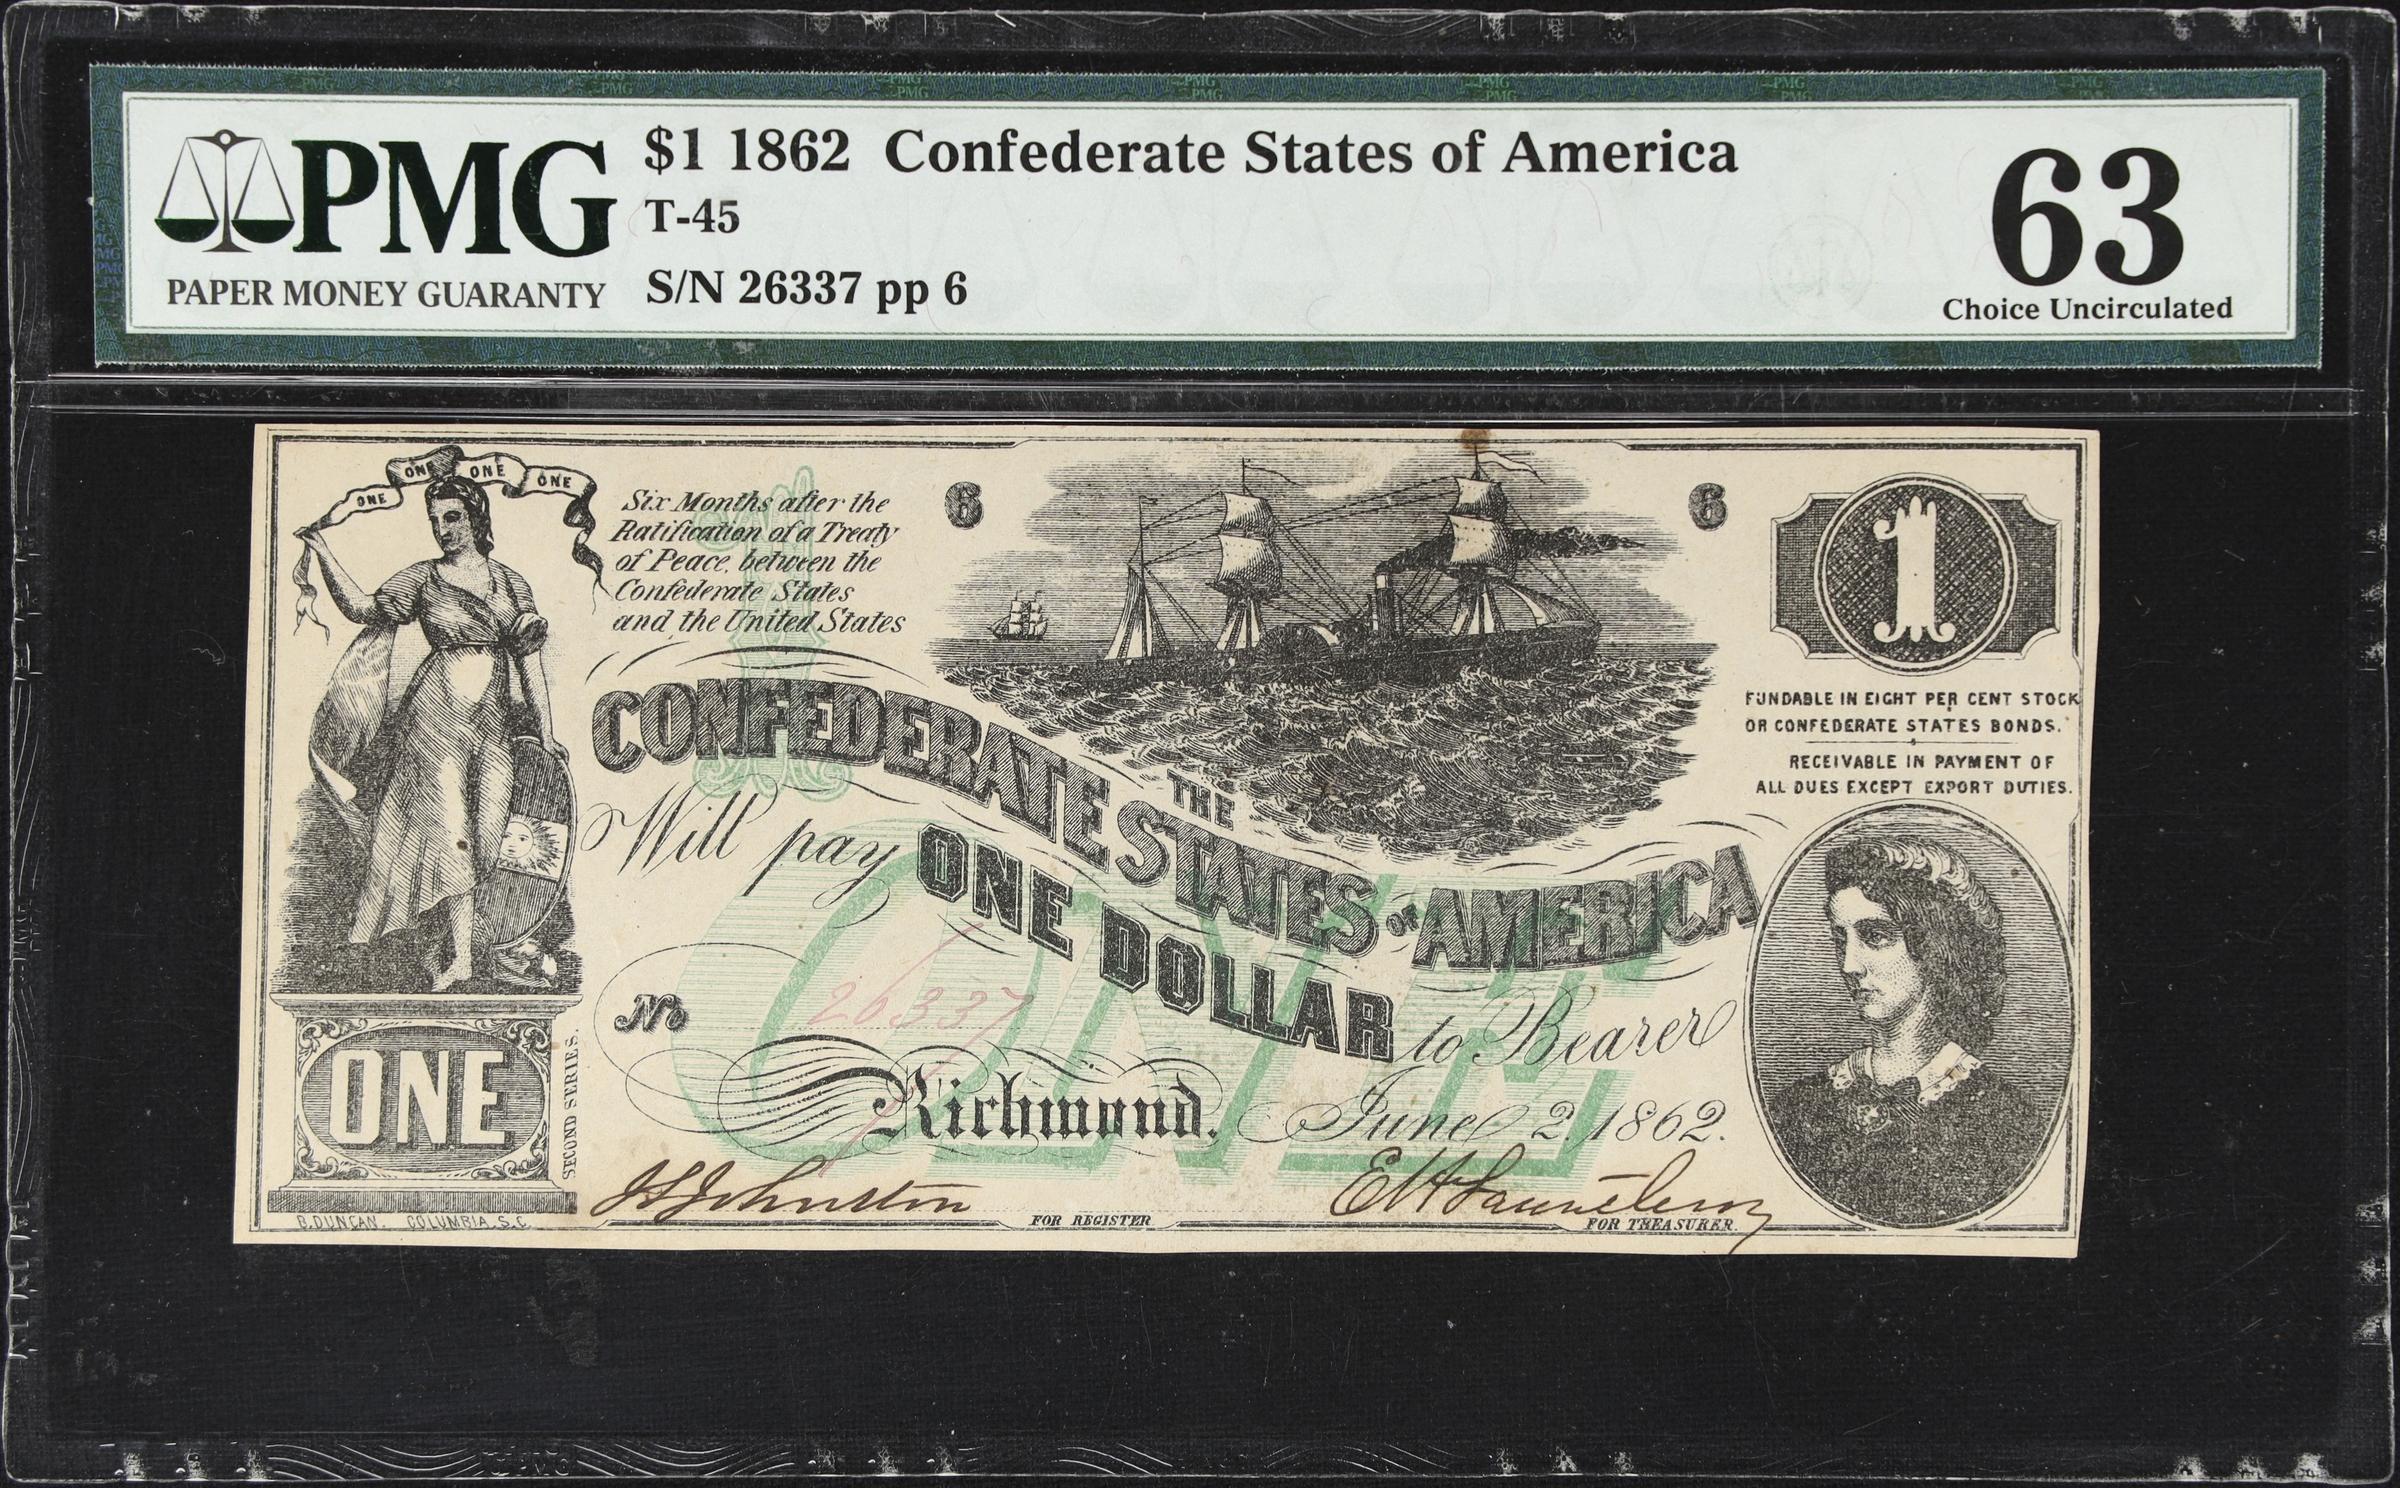 PMG
PAPER MONEY GUARANTY
$1 1862 Confederate States of America
T-45
S/N 26337 pp 6
63
Choice Uncirculated
ONE ONE ONE ONE
Six Months after the
Ratification of a Treaty
of Peace, between the
Confederate States
and the United States
6
6
1
FUNDABLE IN EIGHT PER CENT STOCK
OR CONFEDERATE STATES BONDS.
RECEIVABLE IN PAYMENT OF
ALL DUES EXCEPT EXPORT DUTIES.
THE
CONFEDERATE STATES OF AMERICA
Will pay ONE DOLLAR to Bearer
ONE
No 26337
Richmond, June 2. 1862.
ONE
SECOND SERIES.
B. DUNCAN. COLUMBIA, S.C.
FOR REGISTER
FOR TREASURER.